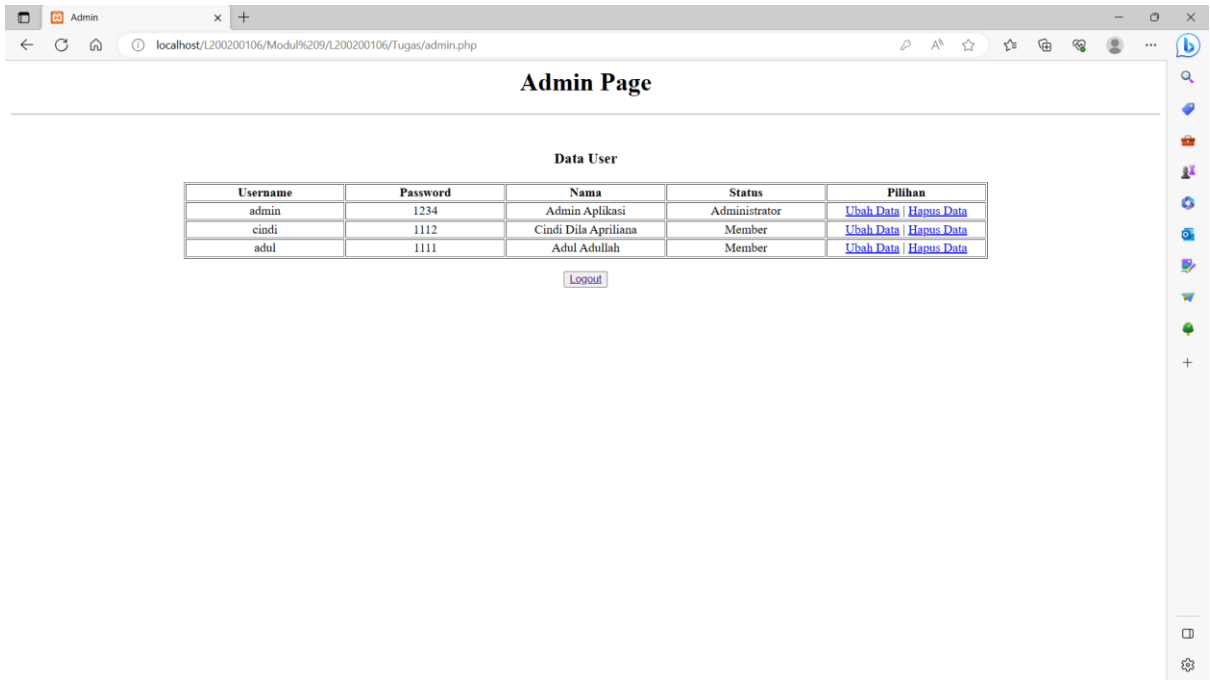 Admin
localhost/L200200106/Modul%209/L200200106/Tugas/admin.php
Admin Page
Data User
Username Password Nama Status Pilihan
admin 1234 Admin Aplikasi Administrator Ubah Data | Hapus Data
cindi 1112 Cindi Dila Apriliana Member Ubah Data | Hapus Data
adul 1111 Adul Adullah Member Ubah Data | Hapus Data
Logout